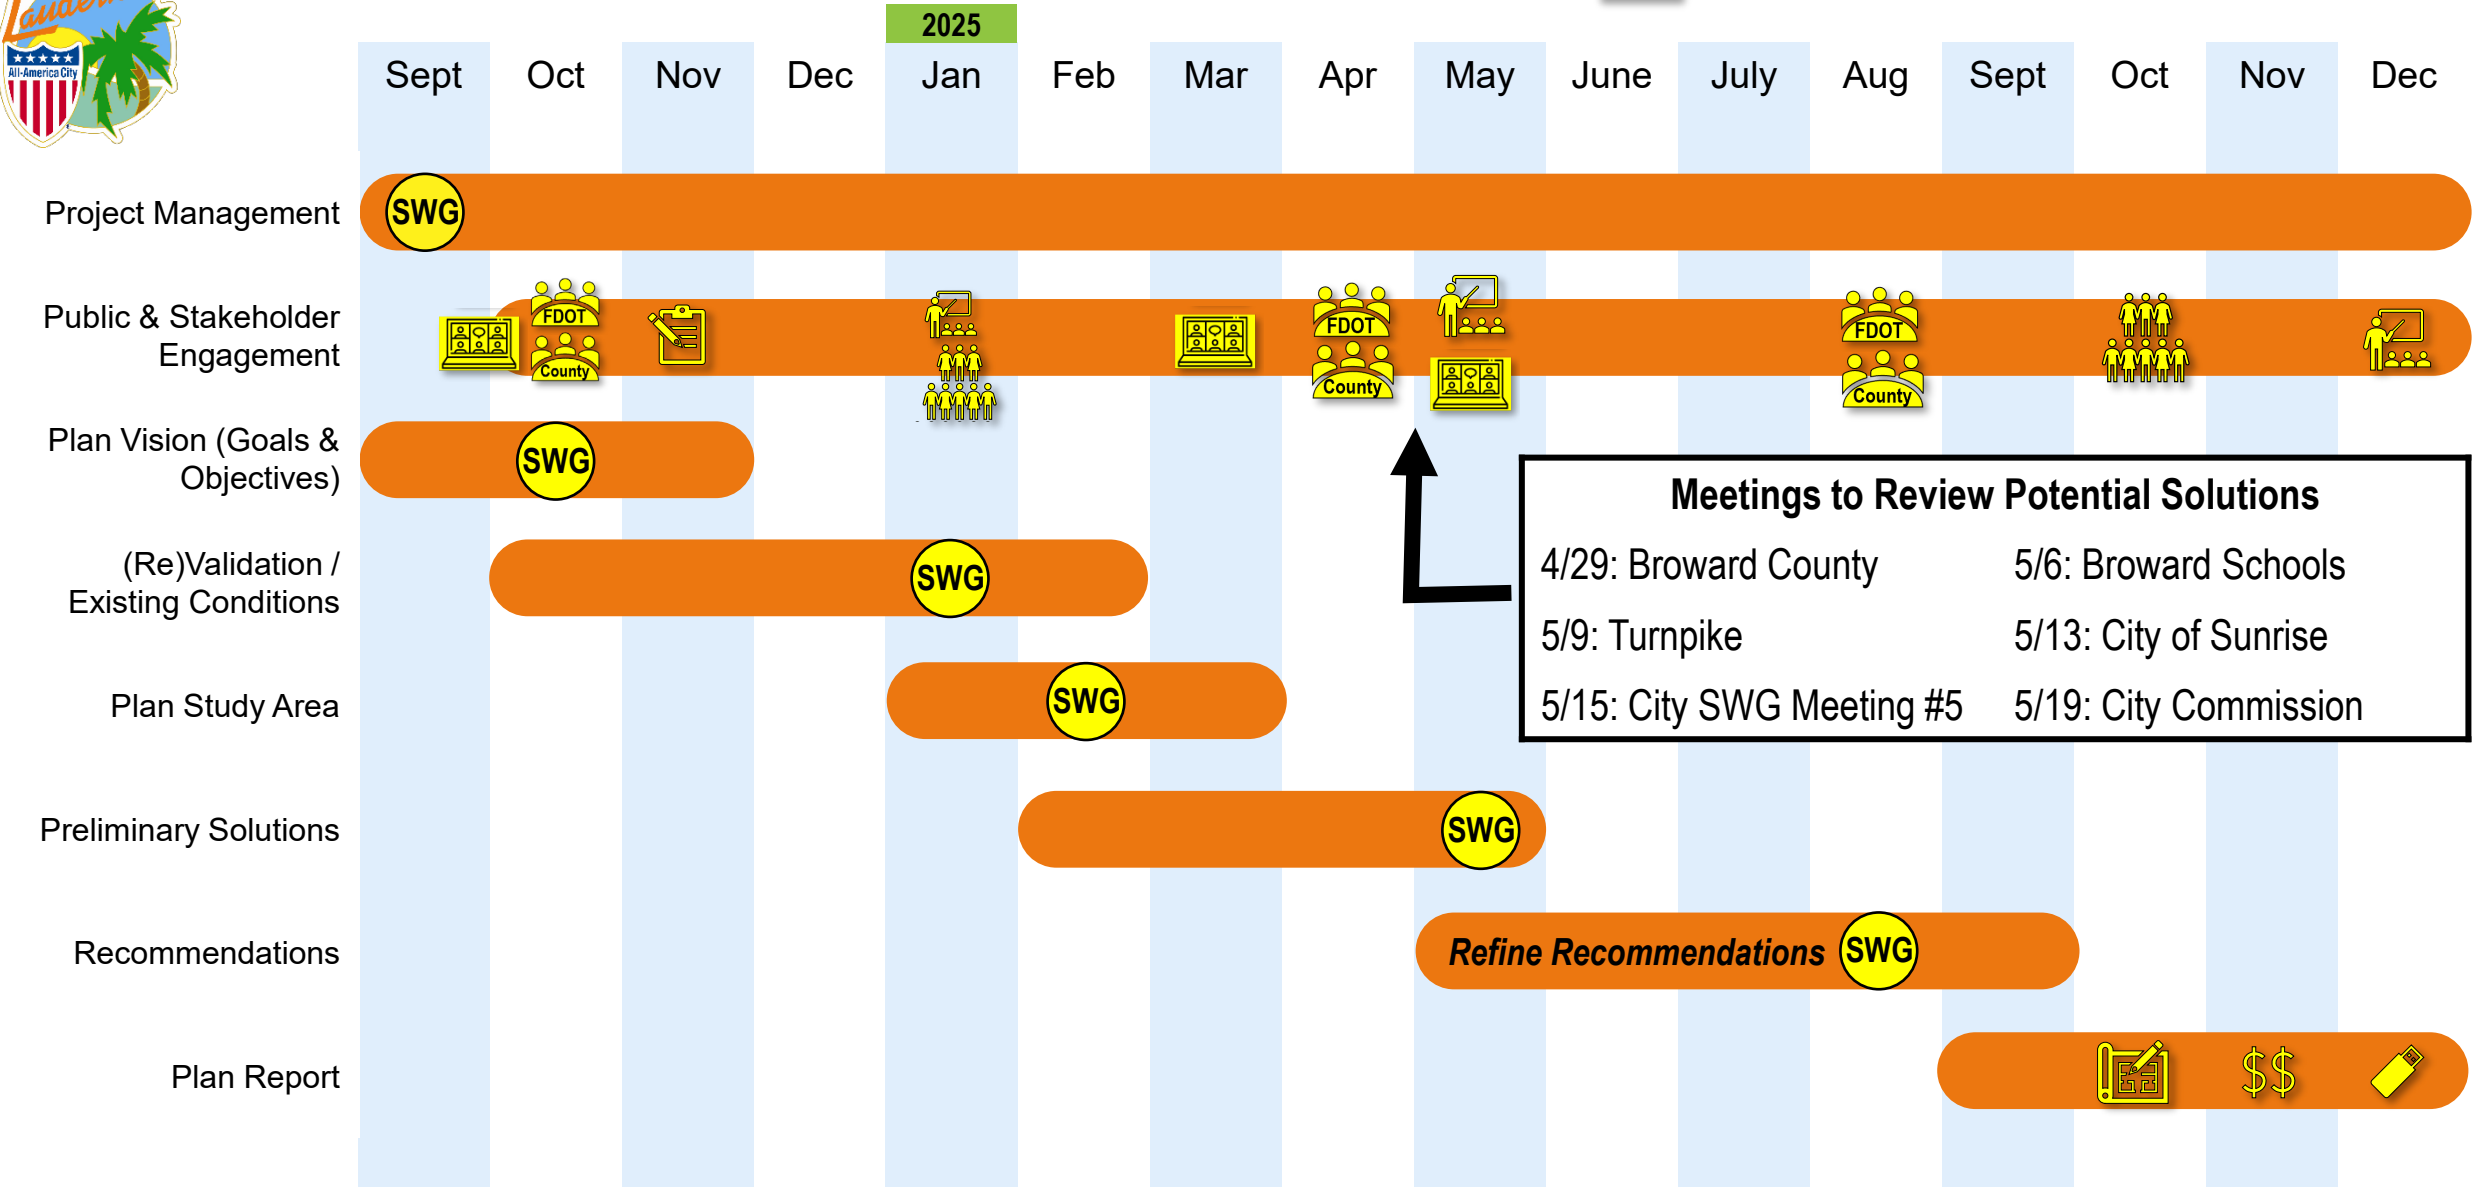 All-America City
2025
Sept Oct Nov Dec Jan Feb Mar Apr May June July Aug Sept Oct Nov Dec
Project Management
SWG
Public & Stakeholder
Engagement
FDOT
County
FDOT
County
FDOT
County
Plan Vision (Goals &
Objectives)
SWG
Meetings to Review Potential Solutions
4/29: Broward County 5/6: Broward Schools
5/9: Turnpike 5/13: City of Sunrise
5/15: City SWG Meeting #5 5/19: City Commission
(Re)Validation /
Existing Conditions
SWG
Plan Study Area
SWG
Preliminary Solutions
SWG
Recommendations
Refine Recommendations SWG
Plan Report
$$